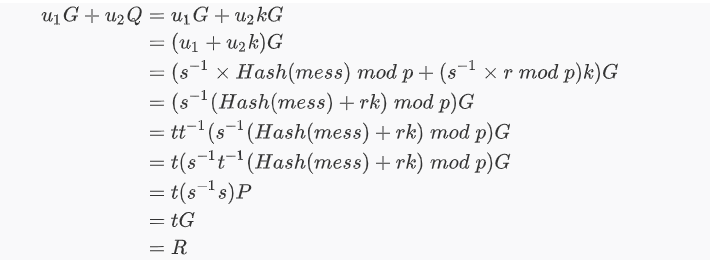 u₁G + u₂Q = u₁G + u₂kG
= (u₁ + u₂k)G
= (s⁻¹ × Hash(mess) mod p + (s⁻¹ × r mod p)k)G
= (s⁻¹(Hash(mess) + rk) mod p)G
= tt⁻¹(s⁻¹(Hash(mess) + rk) mod p)G
= t(s⁻¹t⁻¹(Hash(mess) + rk) mod p)G
= t(s⁻¹s)P
= tG
= R